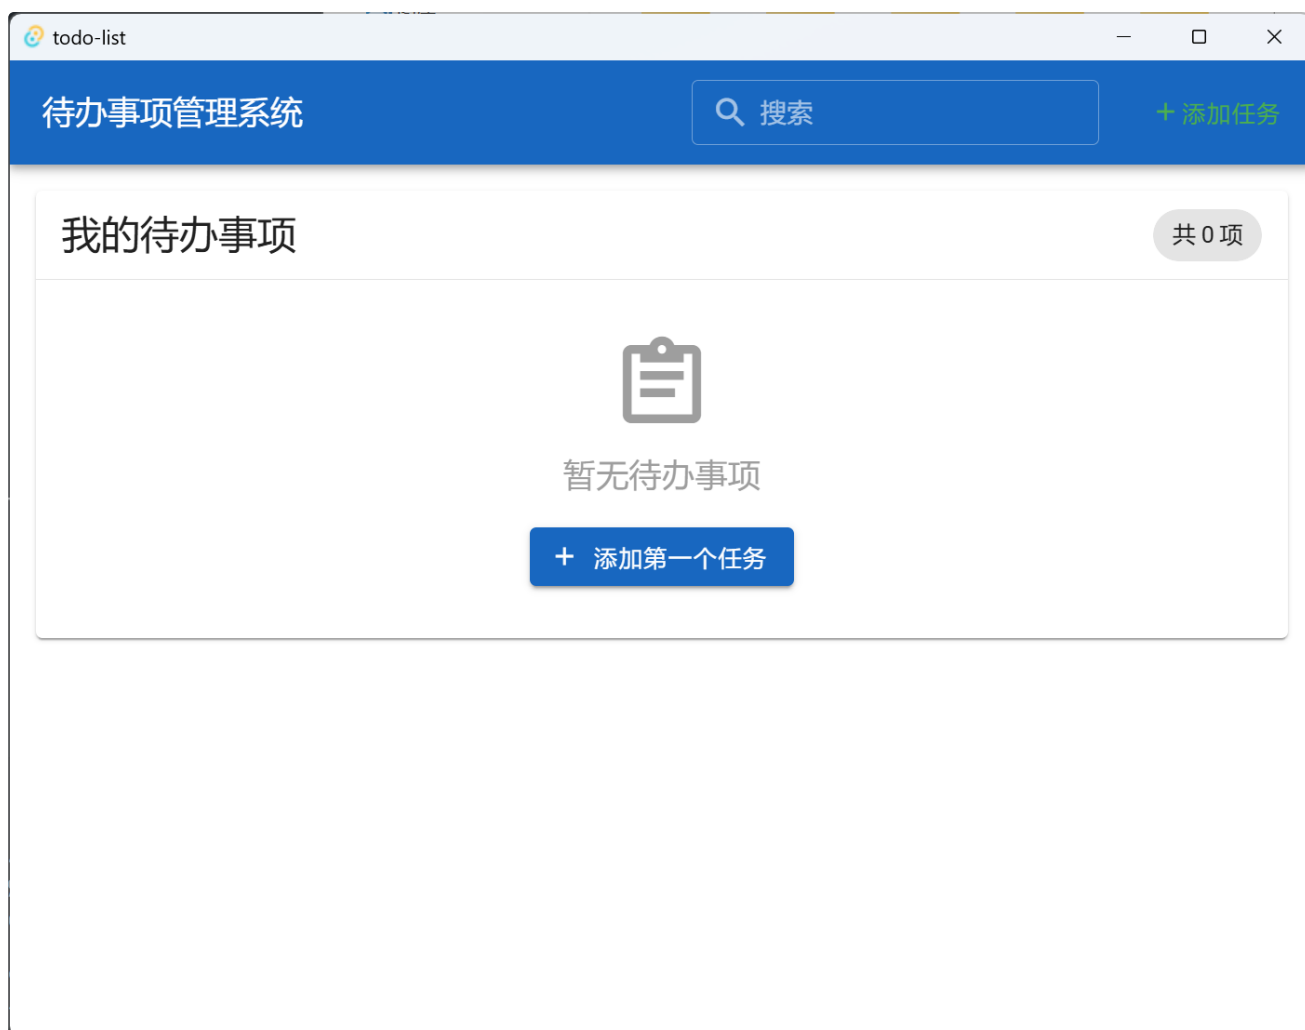 todo-list
待办事项管理系统
搜索
+ 添加任务
我的待办事项
共 0 项
暂无待办事项
+ 添加第一个任务